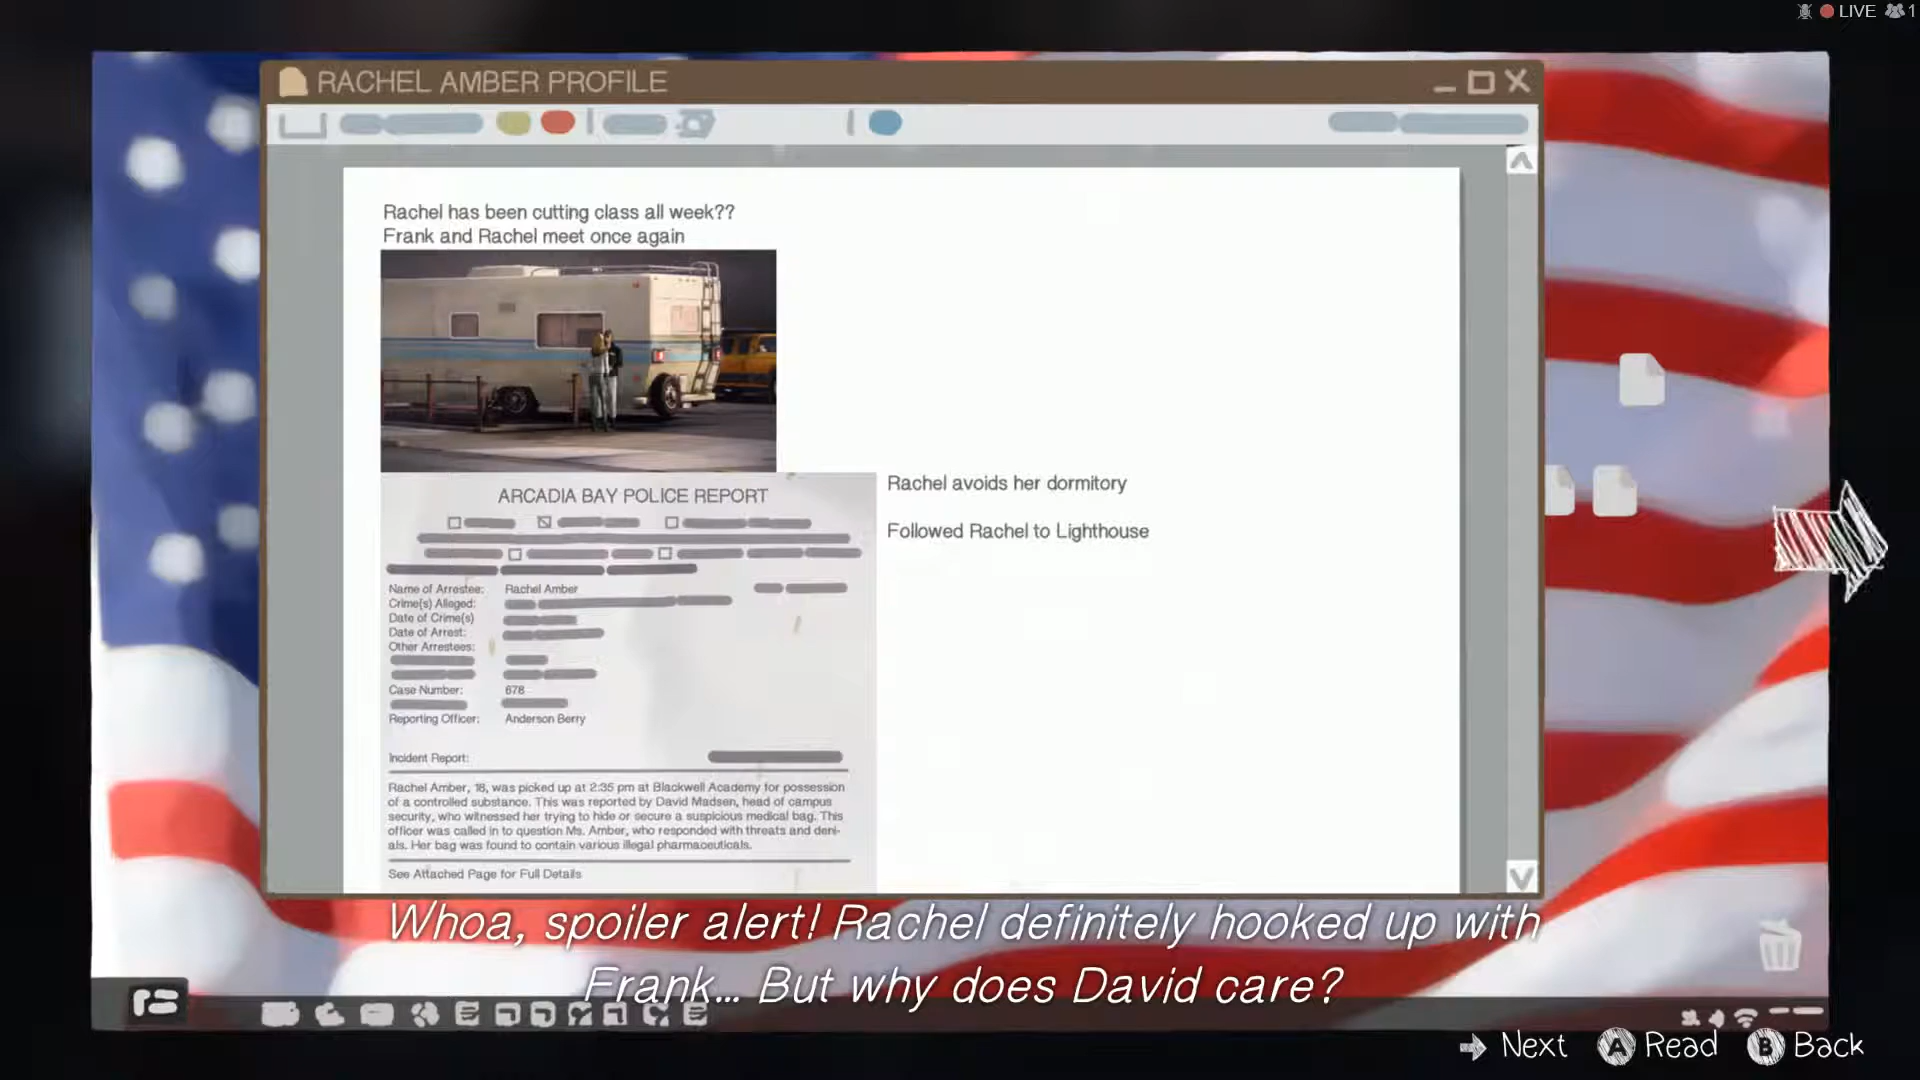 LIVE 1
RACHEL AMBER PROFILE
Rachel has been cutting class all week??
Frank and Rachel meet once again
ARCADIA BAY POLICE REPORT
Rachel avoids her dormitory
Followed Rachel to Lighthouse
Name of Arrestee: Rachel Amber
Crime(s) Alleged:
Date of Crime(s)
Date of Arrest:
Other Arrestees:
Case Number: 678
Reporting Officer: Anderson Berry
Incident Report:
Rachel Amber, 18, was picked up at 2:35 pm at Blackwell Academy for possession
of a controlled substance. This was reported by David Madsen, head of campus
security, who witnessed her trying to hide or secure a suspicious medical bag. This
officer was called in to question Ms. Amber, who responded with threats and deni-
als. Her bag was found to contain various illegal pharmaceuticals.
See Attached Page for Full Details
Whoa, spoiler alert! Rachel definitely hooked up with
Frank... But why does David care?
Next A Read B Back